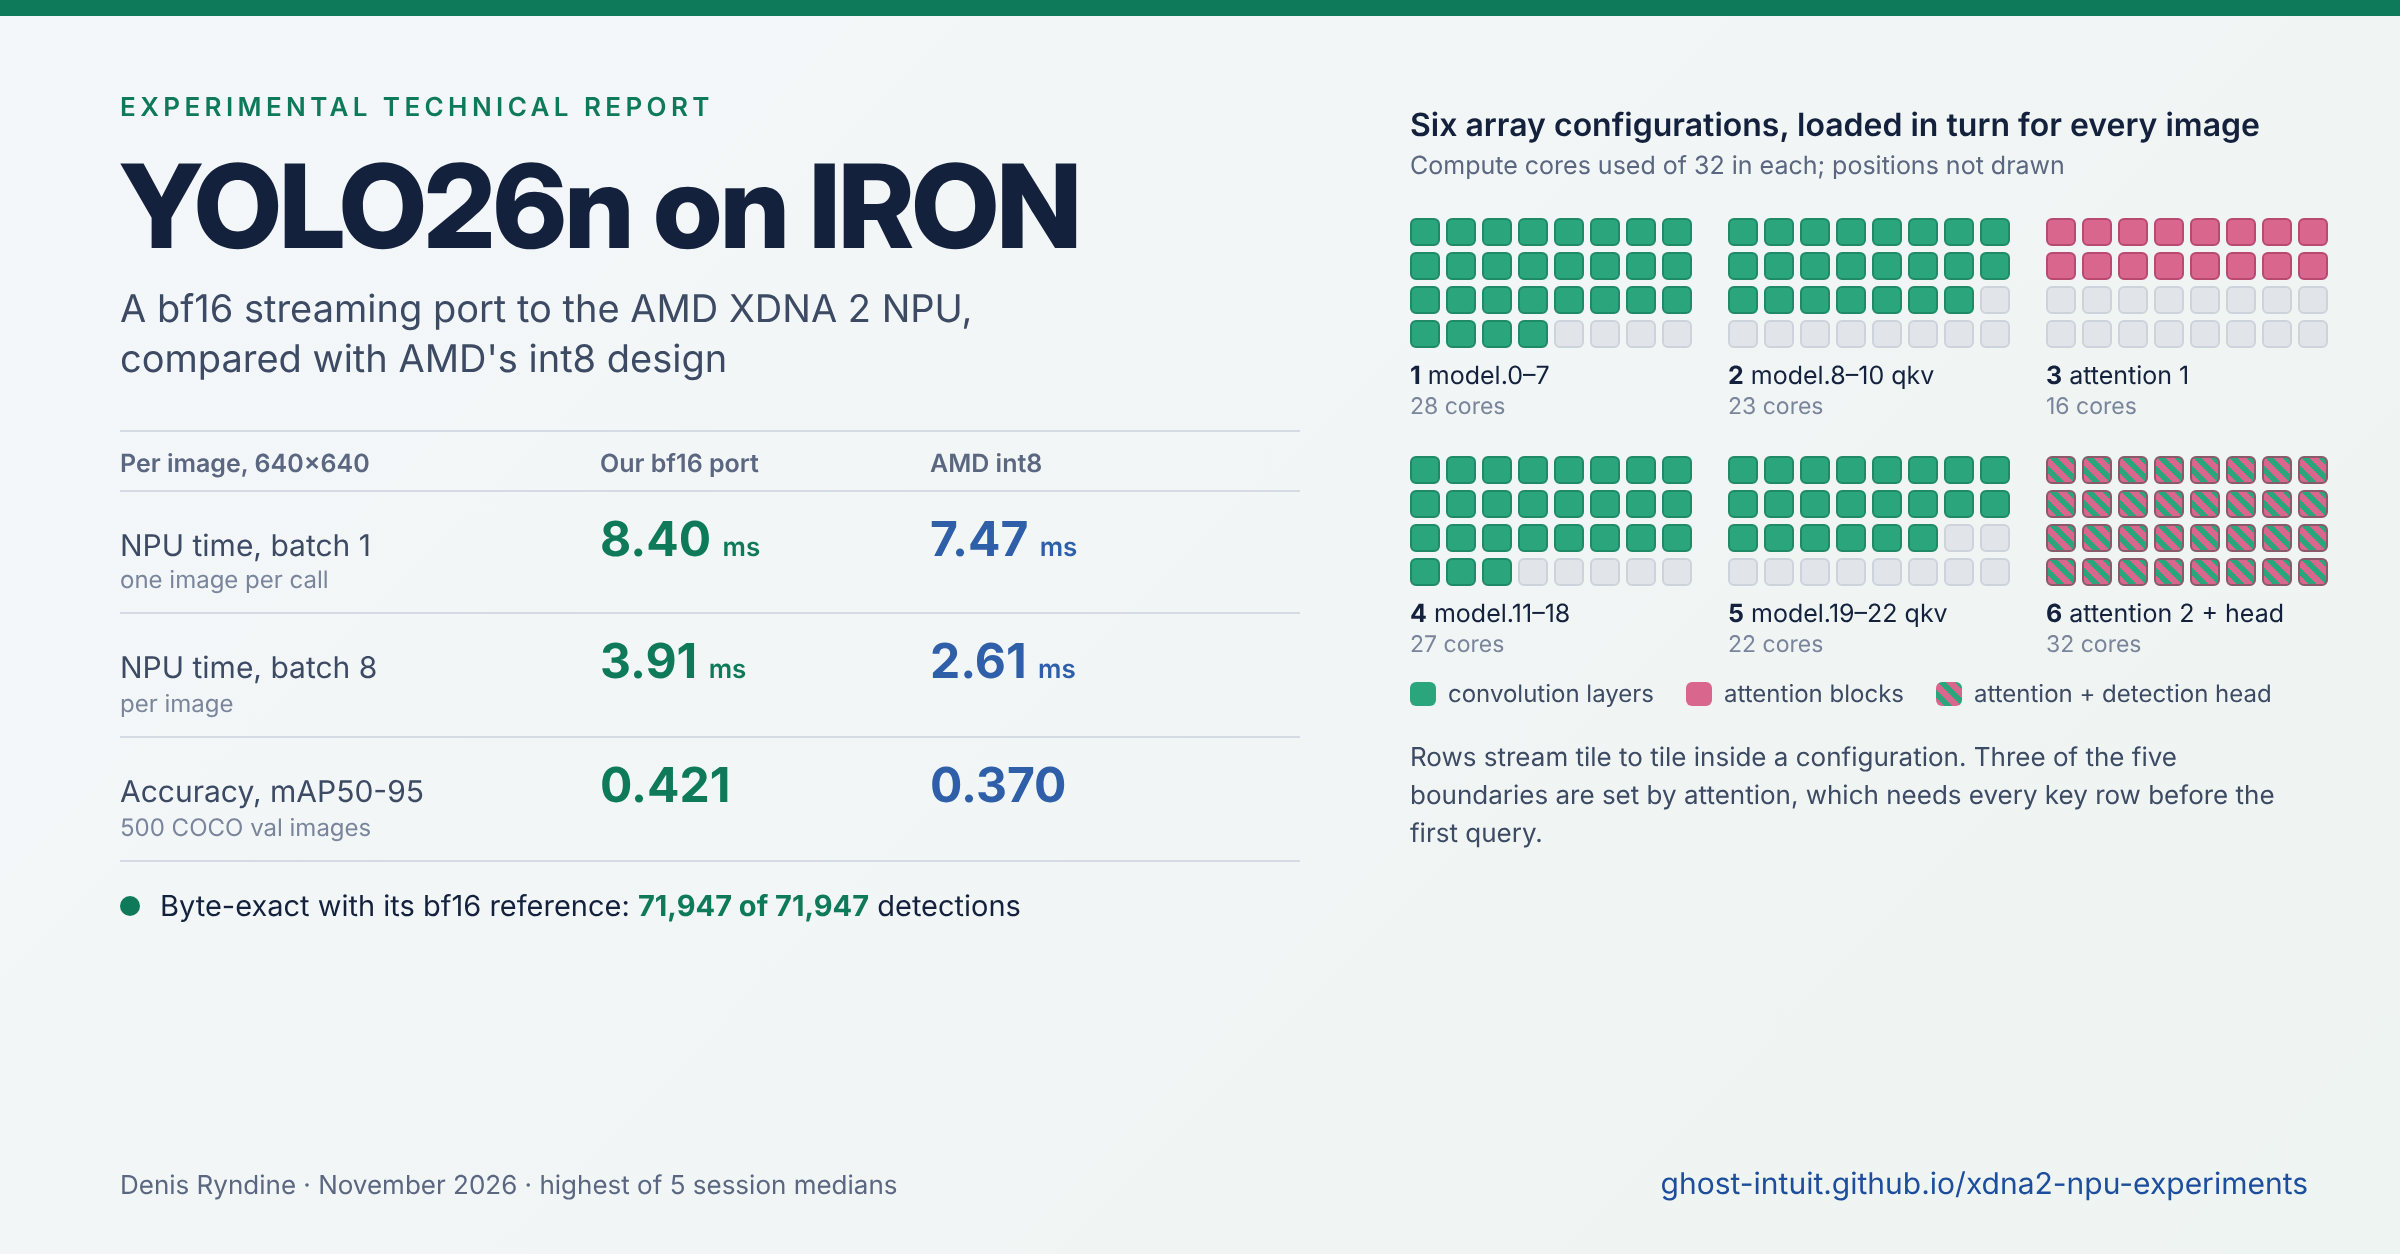 EXPERIMENTAL TECHNICAL REPORT
YOLO26n on IRON
A bf16 streaming port to the AMD XDNA 2 NPU,
compared with AMD's int8 design
Per image, 640×640 Our bf16 port AMD int8
NPU time, batch 1 8.40 ms 7.47 ms
one image per call
NPU time, batch 8 3.91 ms 2.61 ms
per image
Accuracy, mAP50-95 0.421 0.370
500 COCO val images
Byte-exact with its bf16 reference: 71,947 of 71,947 detections
Six array configurations, loaded in turn for every image
Compute cores used of 32 in each; positions not drawn
1 model.0–7 2 model.8–10 qkv 3 attention 1
28 cores 23 cores 16 cores
4 model.11–18 5 model.19–22 qkv 6 attention 2 + head
27 cores 22 cores 32 cores
convolution layers attention blocks attention + detection head
Rows stream tile to tile inside a configuration. Three of the five
boundaries are set by attention, which needs every key row before the
first query.
Denis Ryndine · November 2026 · highest of 5 session medians
ghost-intuit.github.io/xdna2-npu-experiments